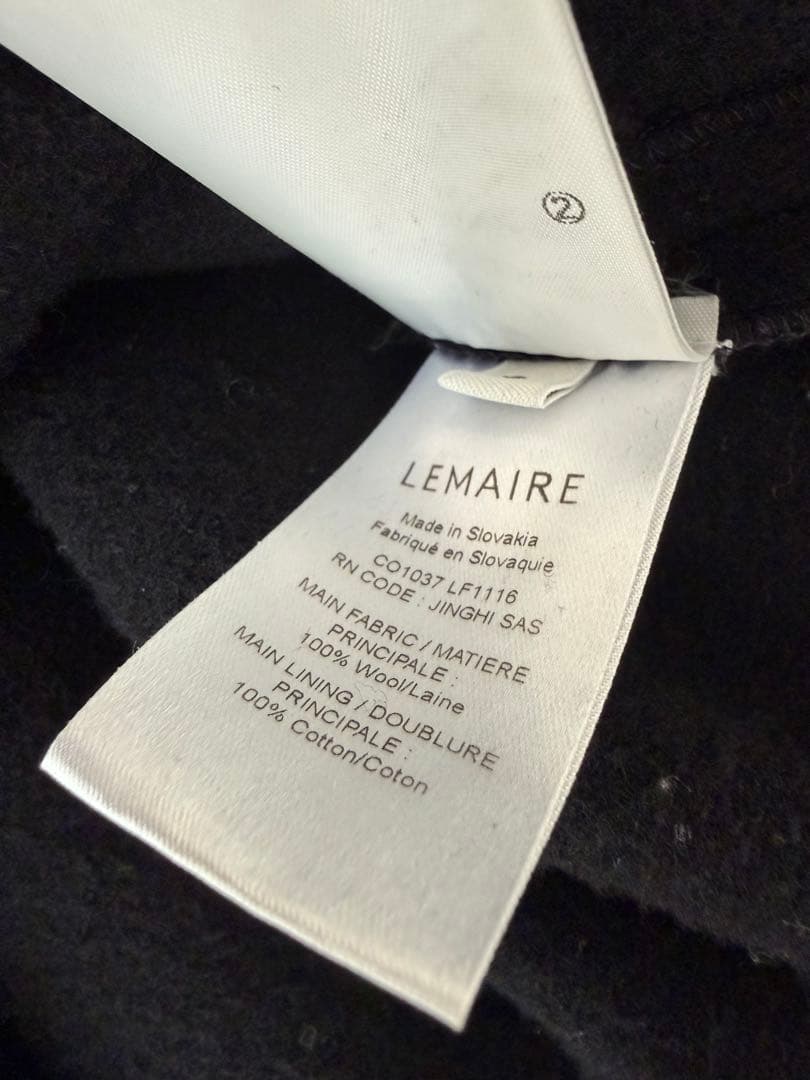 ②
LEMAIRE
Made in Slovakia
Fabriqué en Slovaquie
CO1037 LF1116
RN CODE : JINGHI SAS
MAIN FABRIC / MATIERE
PRINCIPALE :
100% Wool/Laine
MAIN LINING / DOUBLURE
PRINCIPALE :
100% Cotton/Coton